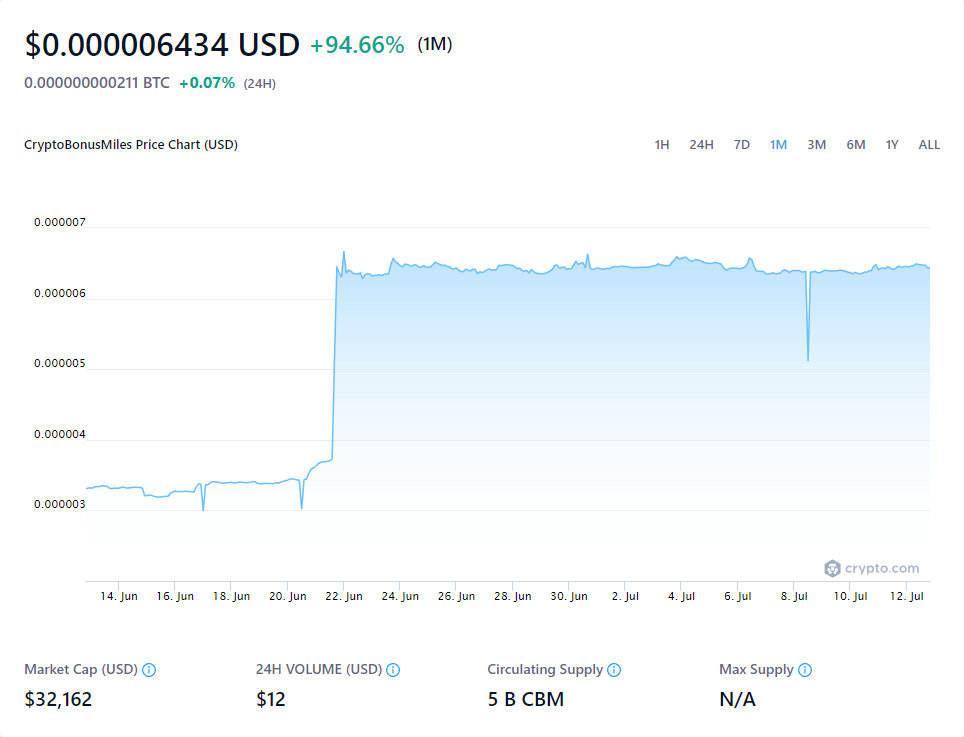 $0.000006434 USD +94.66% (1M)
0.000000000211 BTC +0.07% (24H)
CryptoBonusMiles Price Chart (USD) 1H 24H 7D 1M 3M 6M 1Y ALL
0.000007
0.000006
0.000005
0.000004
0.000003
crypto.com
14. Jun 16. Jun 18. Jun 20. Jun 22. Jun 24. Jun 26. Jun 28. Jun 30. Jun 2. Jul 4. Jul 6. Jul 8. Jul 10. Jul 12. Jul
Market Cap (USD) 24H VOLUME (USD) Circulating Supply Max Supply
$32,162 $12 5 B CBM N/A